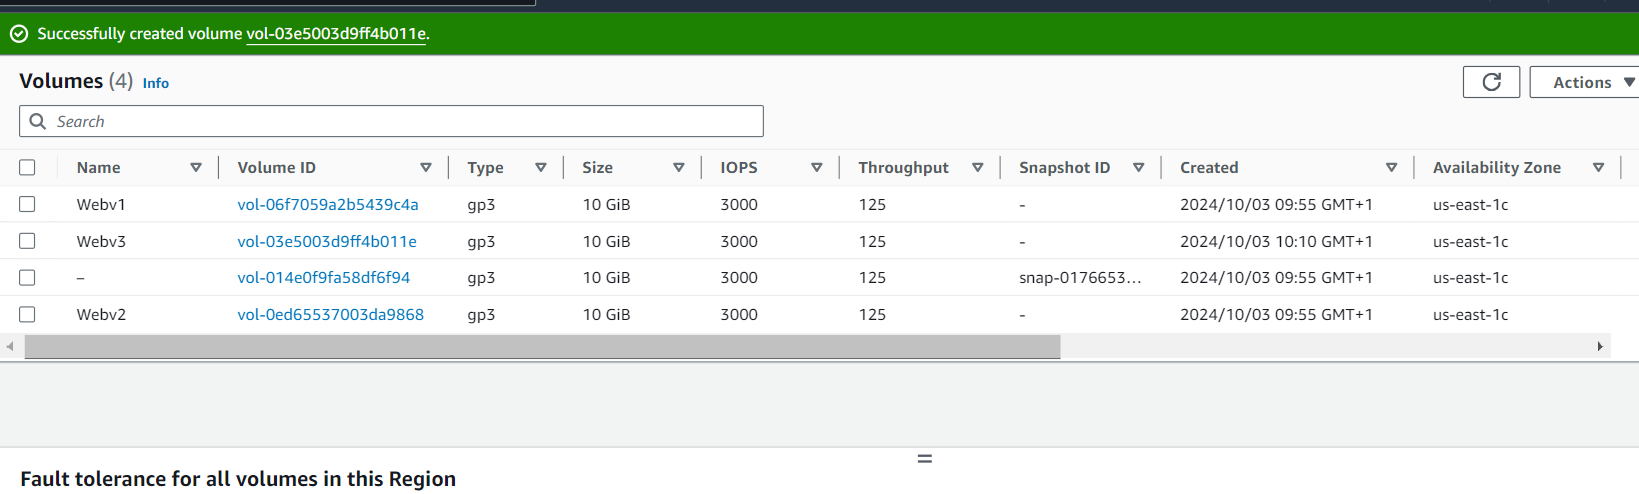 Successfully created volume vol-03e5003d9ff4b011e.
Volumes (4) Info
Actions
Search
Name Volume ID Type Size IOPS Throughput Snapshot ID Created Availability Zone
Webv1 vol-06f7059a2b5439c4a gp3 10 GiB 3000 125 - 2024/10/03 09:55 GMT+1 us-east-1c
Webv3 vol-03e5003d9ff4b011e gp3 10 GiB 3000 125 - 2024/10/03 10:10 GMT+1 us-east-1c
– vol-014e0f9fa58df6f94 gp3 10 GiB 3000 125 snap-0176653... 2024/10/03 09:55 GMT+1 us-east-1c
Webv2 vol-0ed65537003da9868 gp3 10 GiB 3000 125 - 2024/10/03 09:55 GMT+1 us-east-1c
Fault tolerance for all volumes in this Region